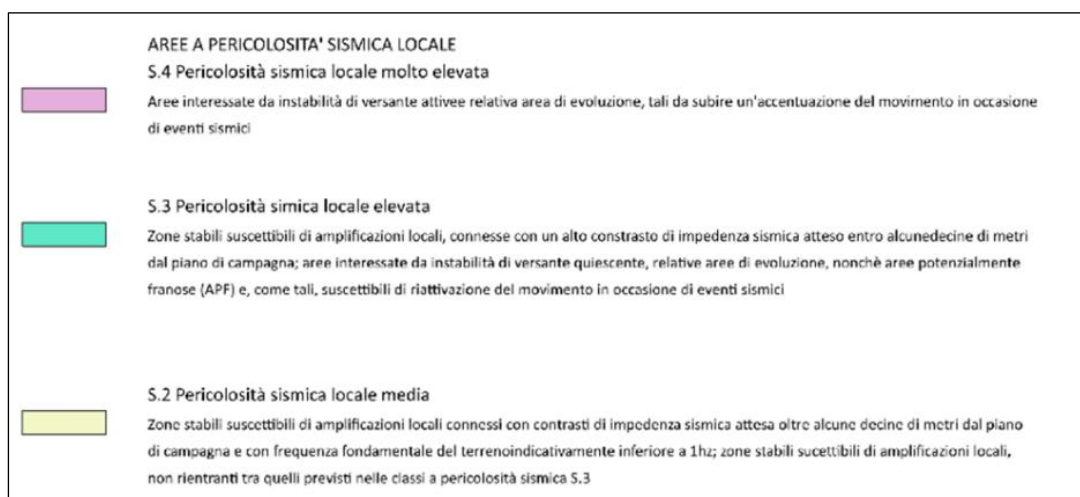 AREE A PERICOLOSITA' SISMICA LOCALE
S.4 Pericolosità sismica locale molto elevata
Aree interessate da instabilità di versante attivee relativa area di evoluzione, tali da subire un'accentuazione del movimento in occasione
di eventi sismici
S.3 Pericolosità simica locale elevata
Zone stabili suscettibili di amplificazioni locali, connesse con un alto constrasto di impedenza sismica atteso entro alcunedecine di metri
dal piano di campagna; aree interessate da instabilità di versante quiescente, relative aree di evoluzione, nonchè aree potenzialmente
franose (APF) e, come tali, suscettibili di riattivazione del movimento in occasione di eventi sismici
S.2 Pericolosità sismica locale media
Zone stabili suscettibili di amplificazioni locali connessi con contrasti di impedenza sismica attesa oltre alcune decine di metri dal piano
di campagna e con frequenza fondamentale del terrenoindicativamente inferiore a 1hz; zone stabili sucettibili di amplificazioni locali,
non rientranti tra quelli previsti nelle classi a pericolosità sismica S.3